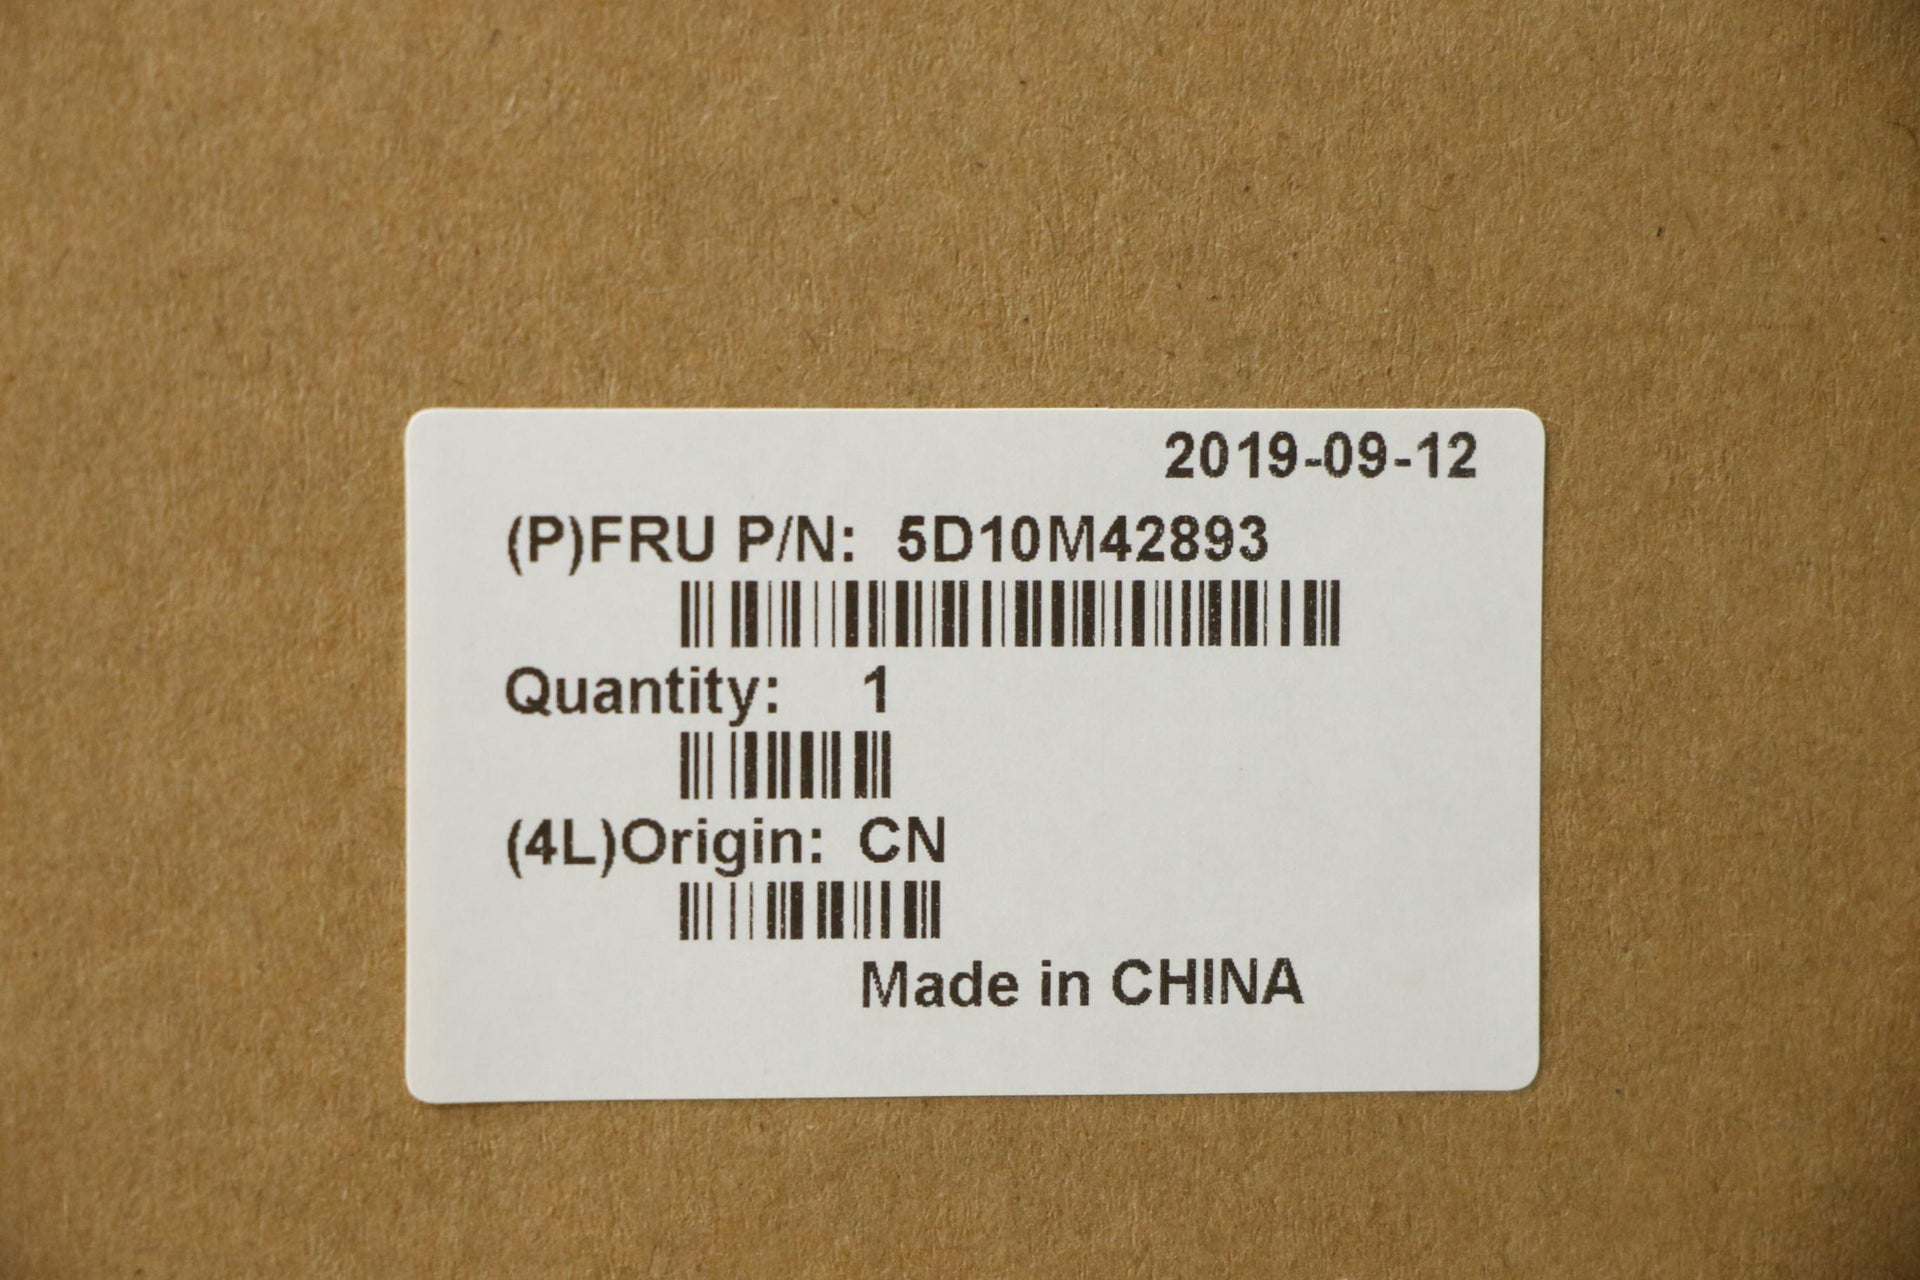 2019-09-12
(P)FRU P/N: 5D10M42893
Quantity: 1
(4L)Origin: CN
Made in CHINA